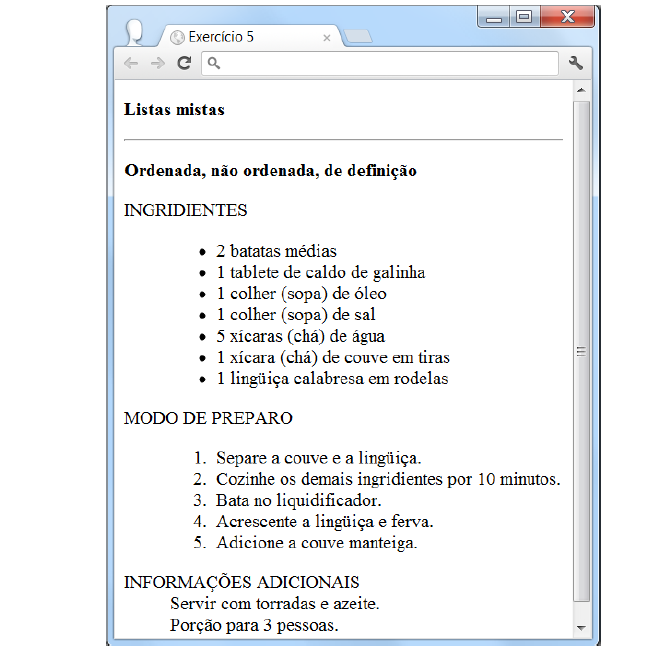 Exercício 5
Listas mistas
Ordenada, não ordenada, de definição
INGRIDIENTES
• 2 batatas médias
• 1 tablete de caldo de galinha
• 1 colher (sopa) de óleo
• 1 colher (sopa) de sal
• 5 xícaras (chá) de água
• 1 xícara (chá) de couve em tiras
• 1 lingüiça calabresa em rodelas
MODO DE PREPARO
1. Separe a couve e a lingüiça.
2. Cozinhe os demais ingridientes por 10 minutos.
3. Bata no liquidificador.
4. Acrescente a lingüiça e ferva.
5. Adicione a couve manteiga.
INFORMAÇÕES ADICIONAIS
Servir com torradas e azeite.
Porção para 3 pessoas.